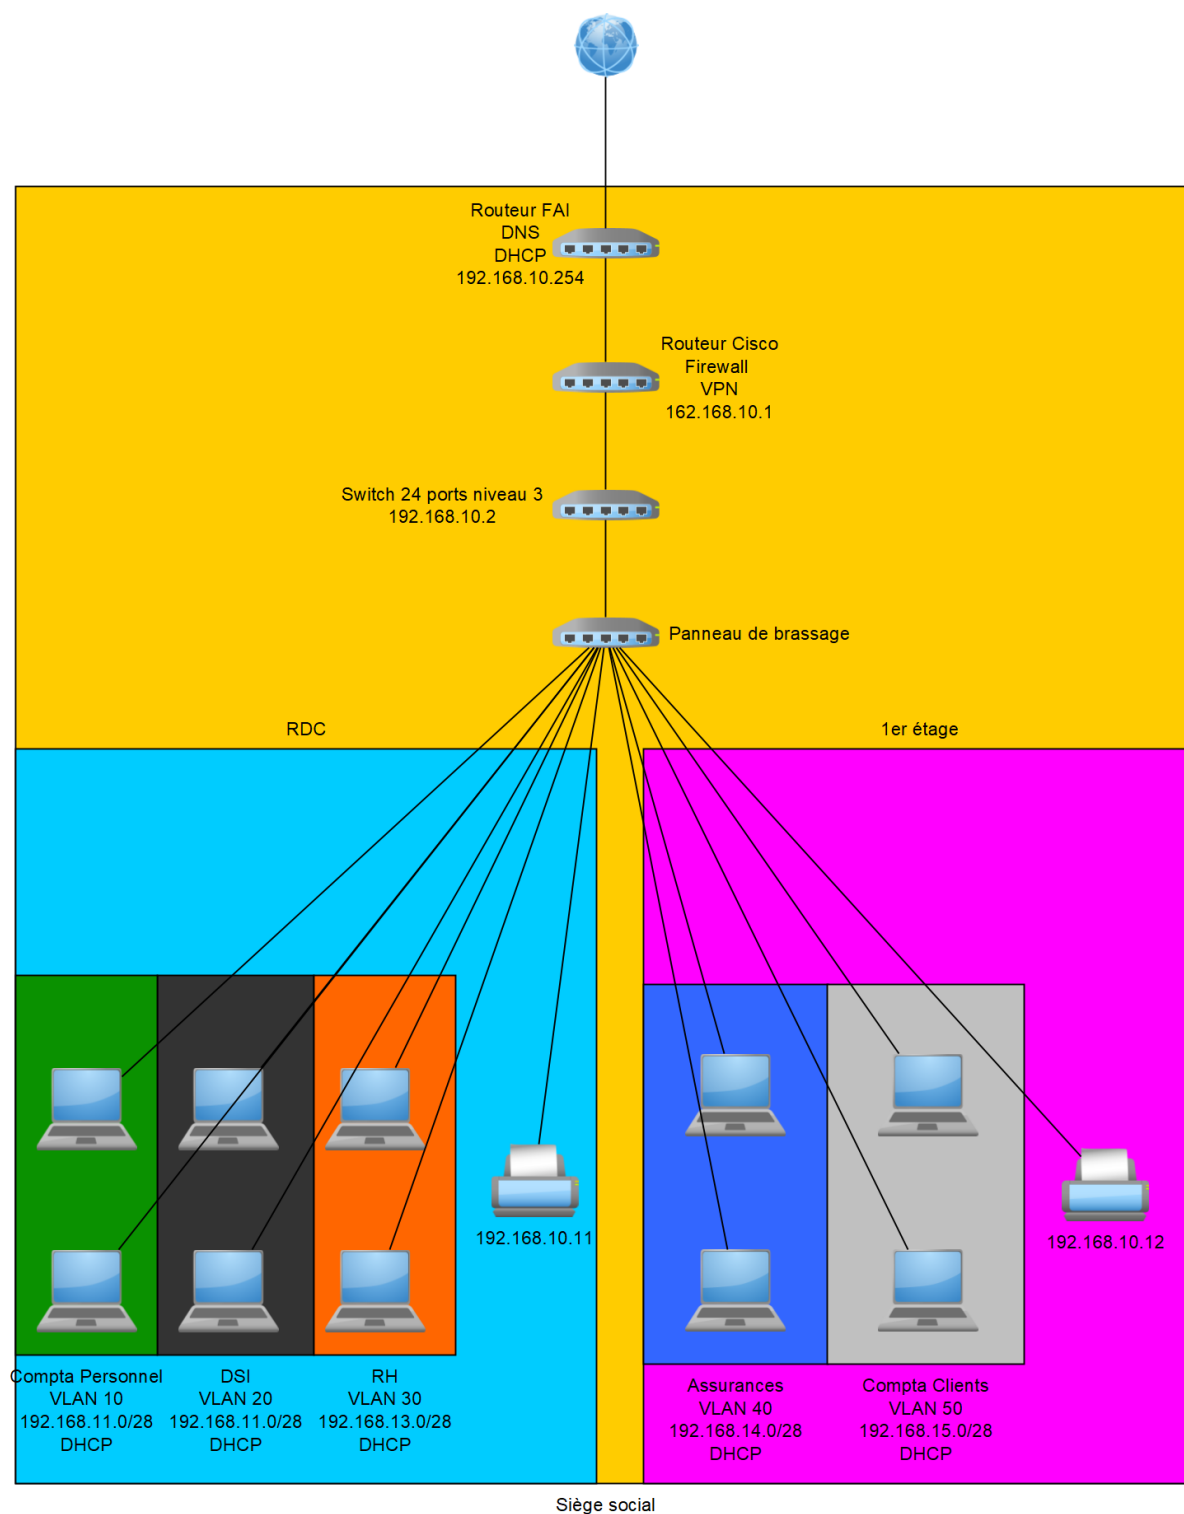 Routeur FAI
DNS
DHCP
192.168.10.254
Routeur Cisco
Firewall
VPN
162.168.10.1
Switch 24 ports niveau 3
192.168.10.2
Panneau de brassage
RDC
1er étage
192.168.10.11
192.168.10.12
Compta Personnel
VLAN 10
192.168.11.0/28
DHCP
DSI
VLAN 20
192.168.11.0/28
DHCP
RH
VLAN 30
192.168.13.0/28
DHCP
Assurances
VLAN 40
192.168.14.0/28
DHCP
Compta Clients
VLAN 50
192.168.15.0/28
DHCP
Siège social